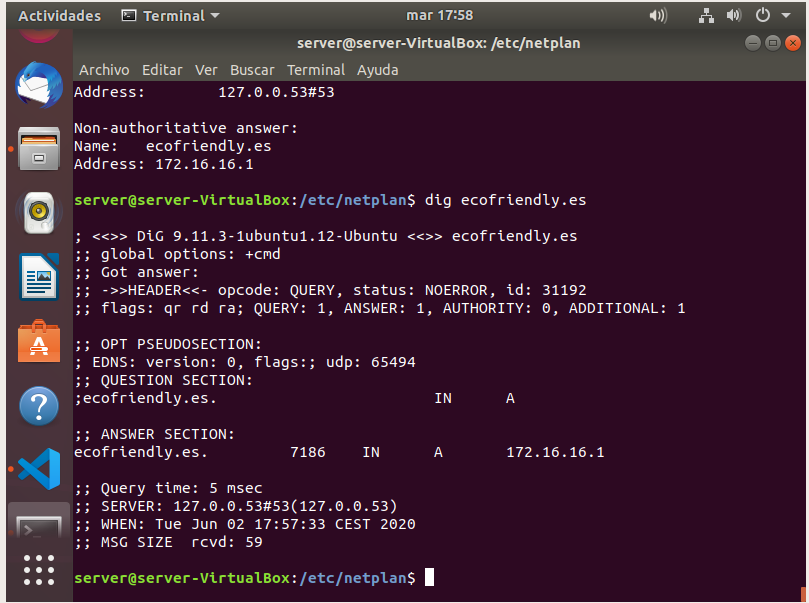 Actividades Terminal mar 17:58
server@server-VirtualBox: /etc/netplan
Archivo Editar Ver Buscar Terminal Ayuda
Address:        127.0.0.53#53
Non-authoritative answer:
Name:   ecofriendly.es
Address: 172.16.16.1
server@server-VirtualBox:/etc/netplan$ dig ecofriendly.es
; <<>> DiG 9.11.3-1ubuntu1.12-Ubuntu <<>> ecofriendly.es
;; global options: +cmd
;; Got answer:
;; ->>HEADER<<- opcode: QUERY, status: NOERROR, id: 31192
;; flags: qr rd ra; QUERY: 1, ANSWER: 1, AUTHORITY: 0, ADDITIONAL: 1
;; OPT PSEUDOSECTION:
; EDNS: version: 0, flags:; udp: 65494
;; QUESTION SECTION:
;ecofriendly.es.                        IN      A
;; ANSWER SECTION:
ecofriendly.es.         7186    IN      A       172.16.16.1
;; Query time: 5 msec
;; SERVER: 127.0.0.53#53(127.0.0.53)
;; WHEN: Tue Jun 02 17:57:33 CEST 2020
;; MSG SIZE  rcvd: 59
server@server-VirtualBox:/etc/netplan$